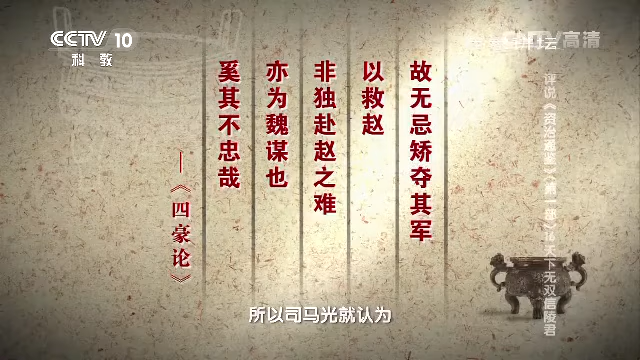 CCTV 10
科教
高清
故无忌矫夺其军
以救赵
非独赴赵之难
亦为魏谋也
奚其不忠哉
—《四豪论》
评说《资治通鉴》（第一部）
天下无双信陵君
所以司马光就认为